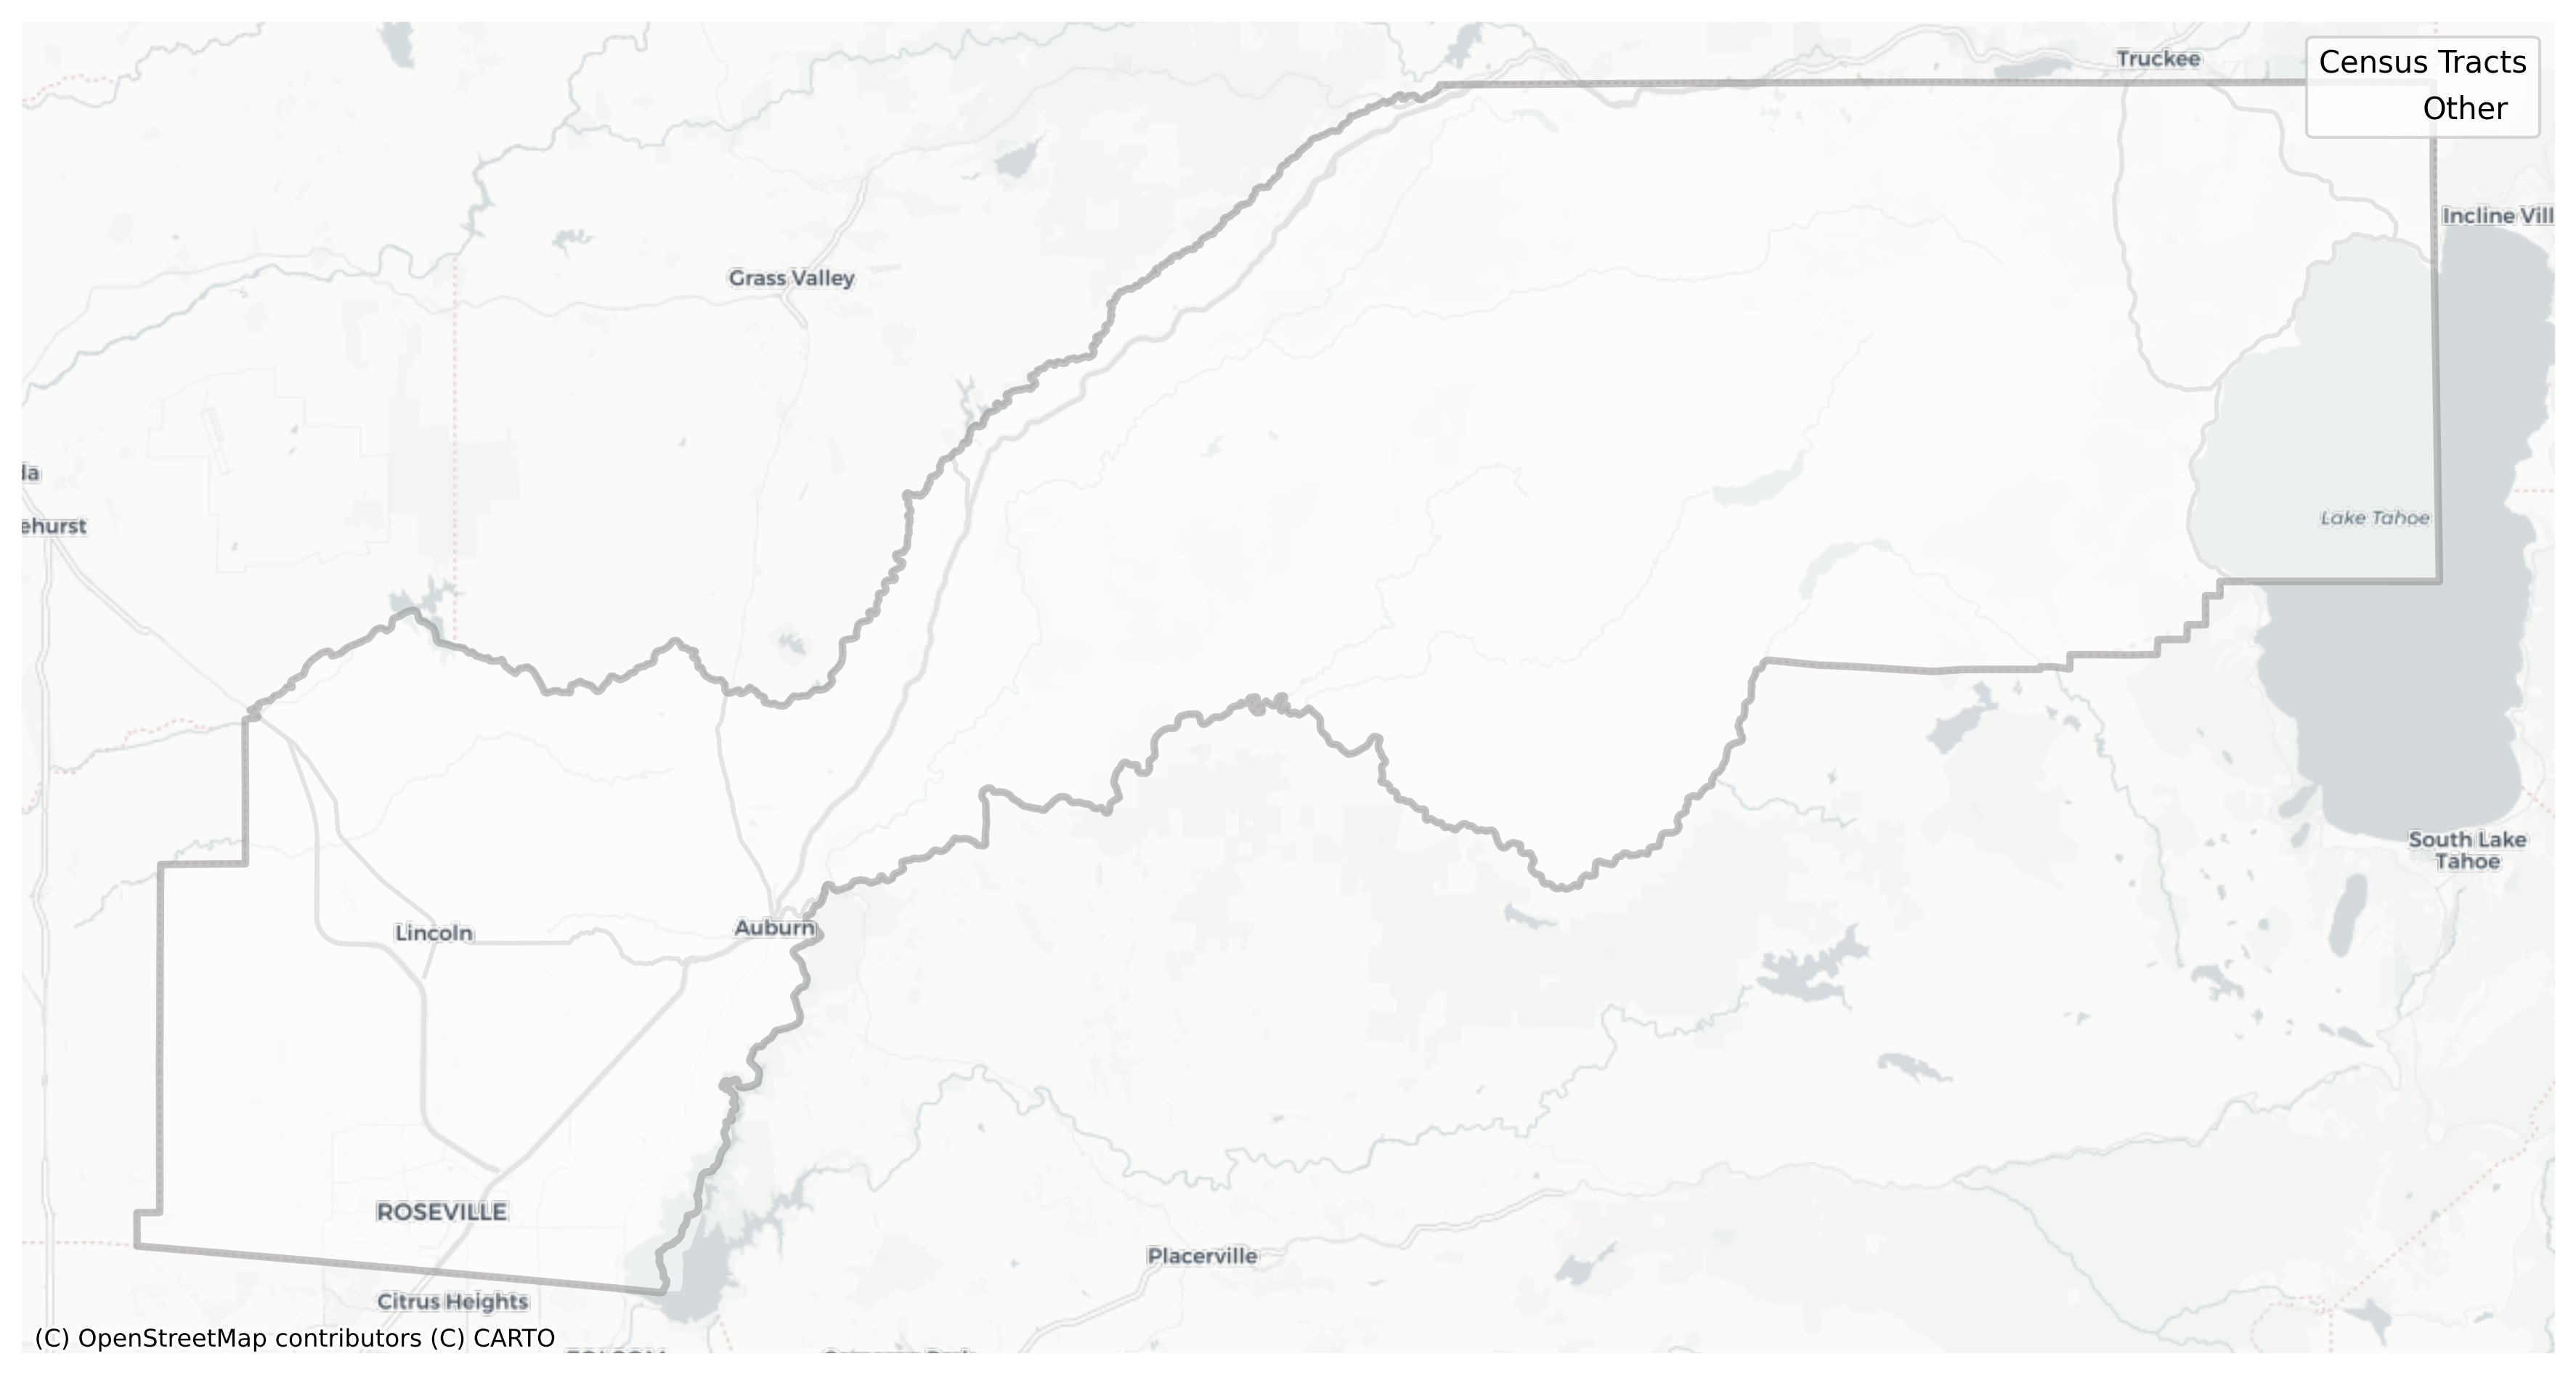 Truckee
Census Tracts
Other
Incline Vill
Grass Valley
la
ehurst
Lake Tahoe
South Lake
Tahoe
Lincoln
Auburn
ROSEVILLE
Placerville
Citrus Heights
(C) OpenStreetMap contributors (C) CARTO